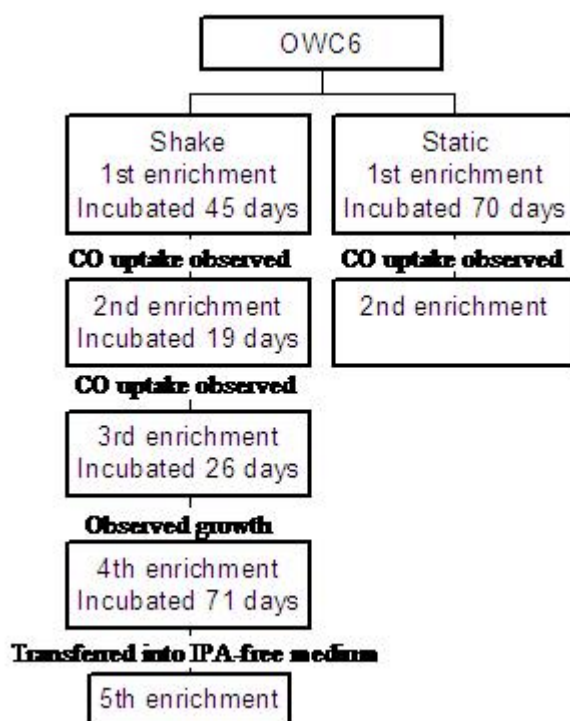 OWC6
Shake
1st enrichment
Incubated 45 days
Static
1st enrichment
Incubated 70 days
CO uptake observed
CO uptake observed
2nd enrichment
Incubated 19 days
2nd enrichment
CO uptake observed
3rd enrichment
Incubated 26 days
Observed growth
4th enrichment
Incubated 71 days
Transferred into IPA-free medium
5th enrichment